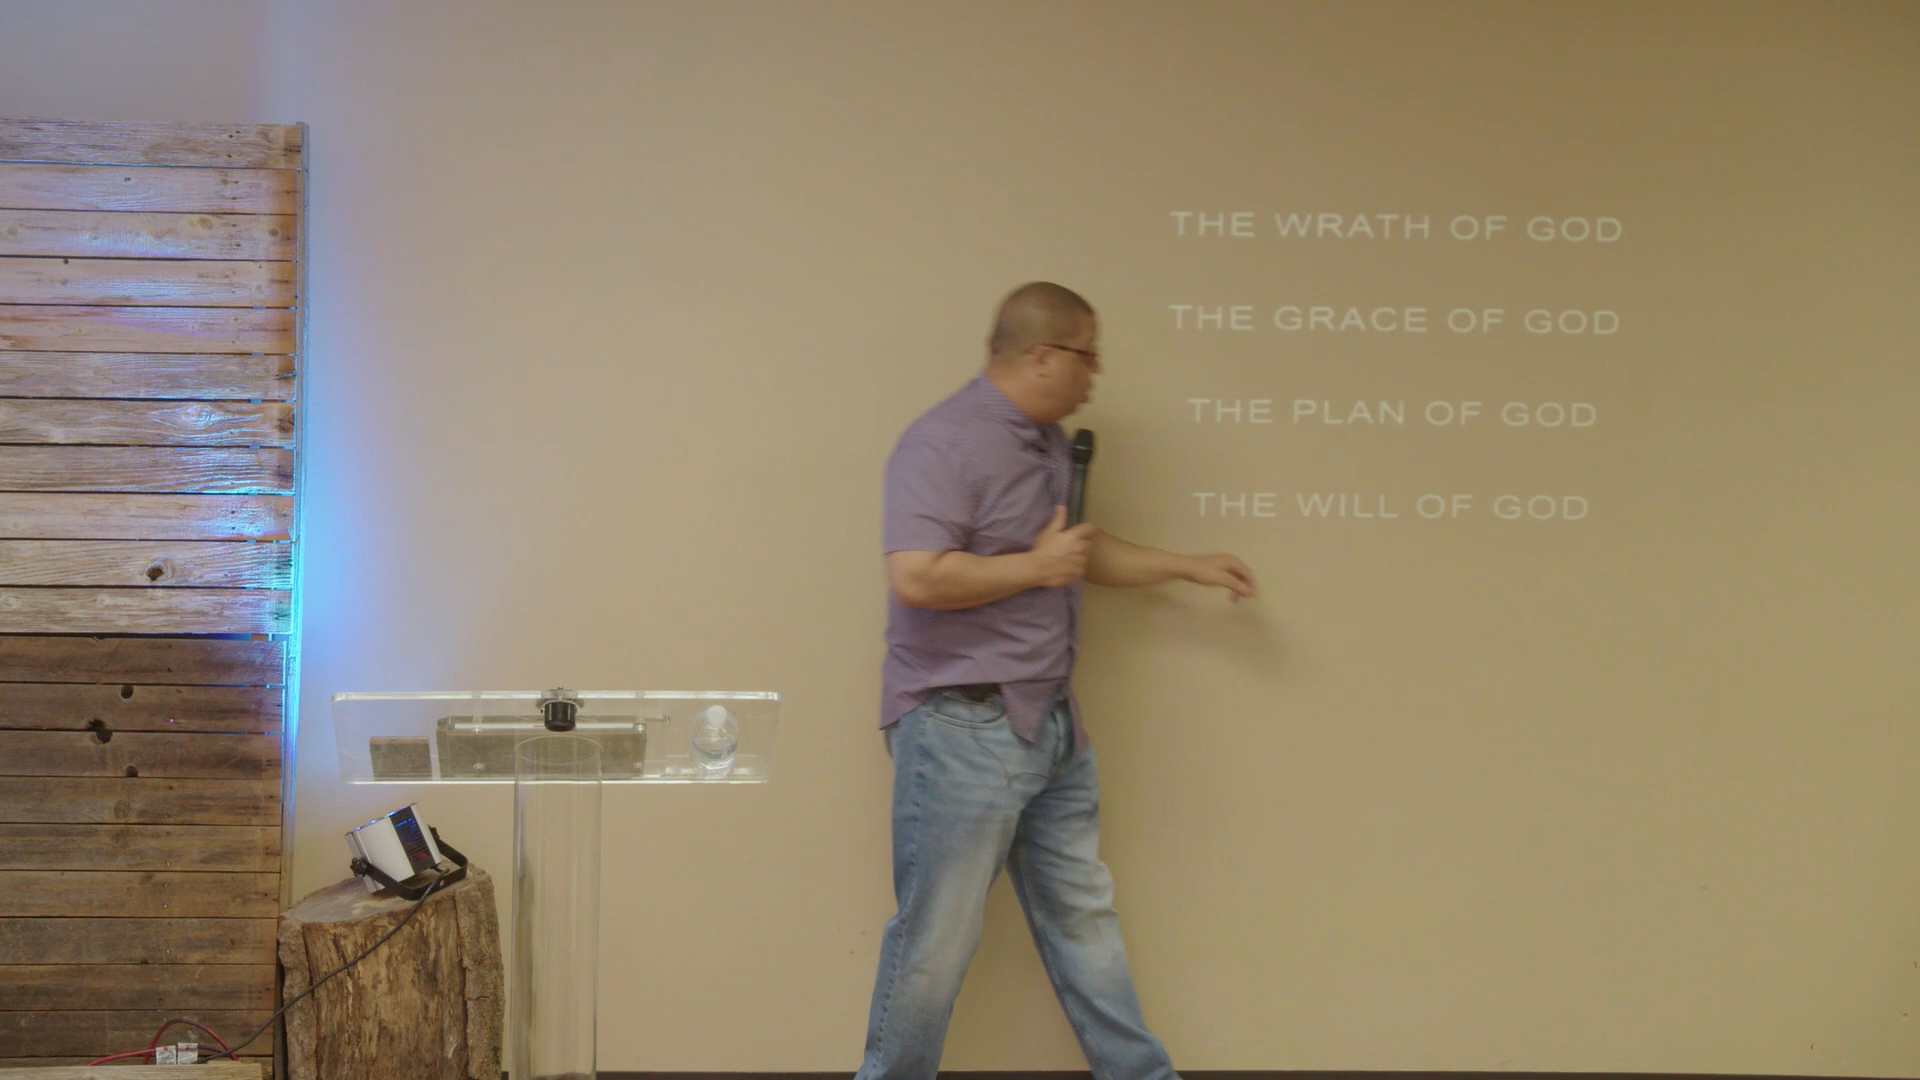 THE WRATH OF GOD
THE GRACE OF GOD
THE PLAN OF GOD
THE WILL OF GOD